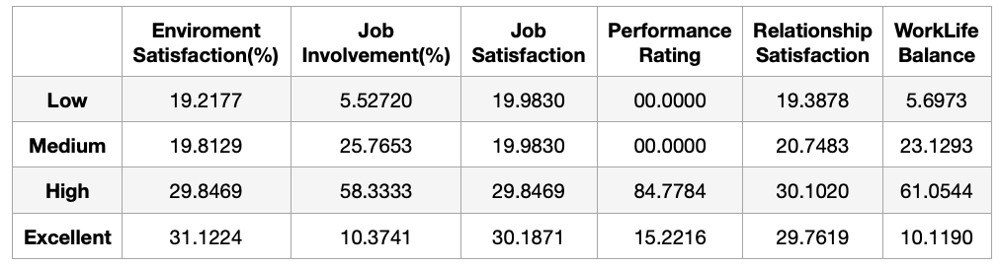 Enviroment Satisfaction(%) Job Involvement(%) Job Satisfaction Performance Rating Relationship Satisfaction WorkLife Balance
Low 19.2177 5.52720 19.9830 00.0000 19.3878 5.6973
Medium 19.8129 25.7653 19.9830 00.0000 20.7483 23.1293
High 29.8469 58.3333 29.8469 84.7784 30.1020 61.0544
Excellent 31.1224 10.3741 30.1871 15.2216 29.7619 10.1190